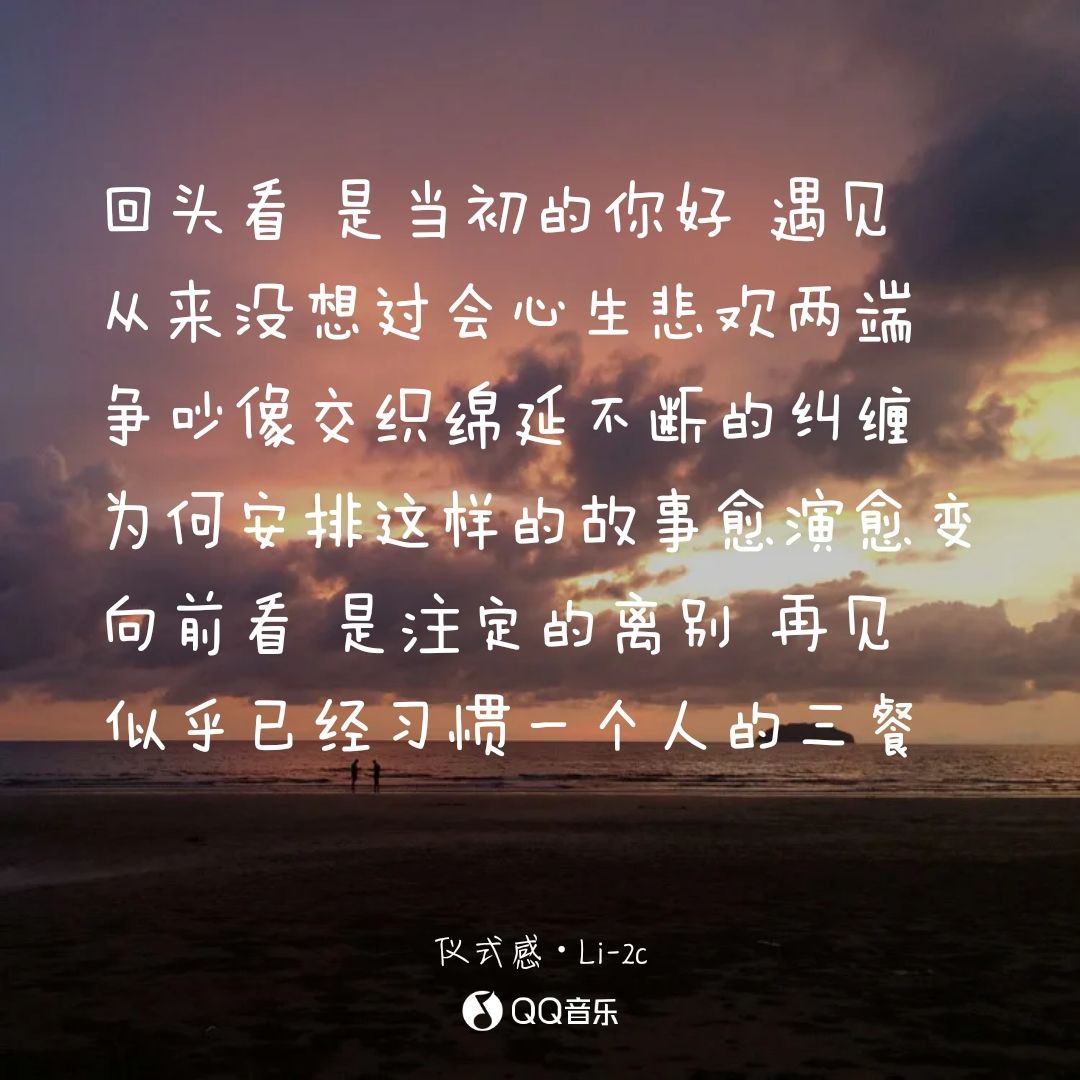 回头看 是当初的你好 遇见
从来没想过会心生悲欢两端
争吵像交织绵延不断的纠缠
为何安排这样的故事愈演愈变
向前看 是注定的离别 再见
似乎已经习惯一个人的三餐
仪式感·Li-2c
QQ音乐